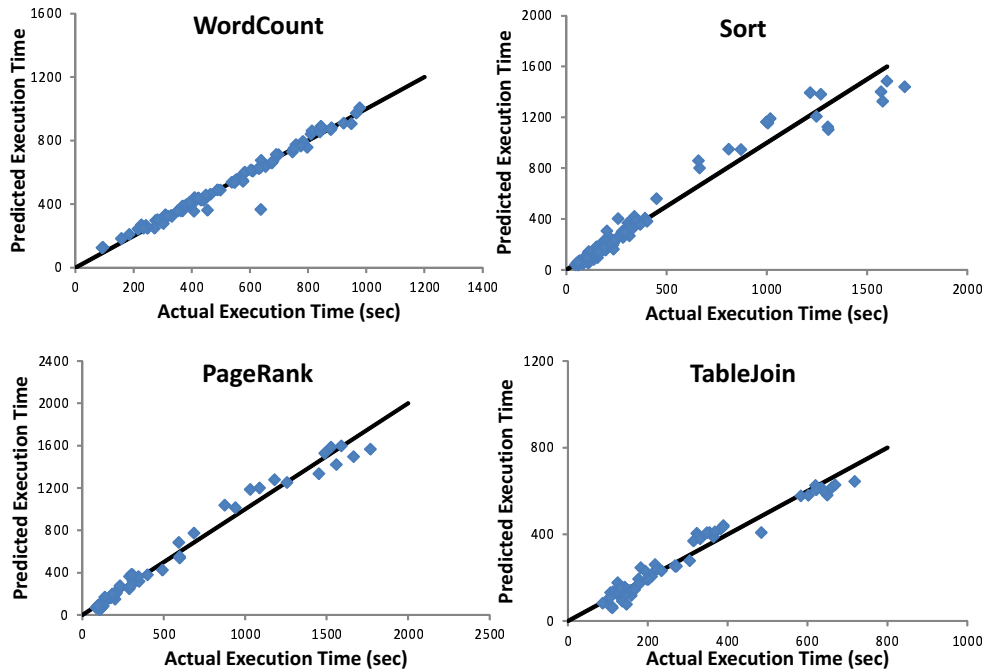 WordCount
Predicted Execution Time
1600
1200
800
400
0
0 200 400 600 800 1000 1200 1400
Actual Execution Time (sec)
Sort
Predicted Execution Time
2000
1600
1200
800
400
0
0 500 1000 1500 2000
Actual Execution Time (sec)
PageRank
Predicted Execution Time
2400
2000
1600
1200
800
400
0
0 500 1000 1500 2000 2500
Actual Execution Time (sec)
TableJoin
Predicted Execution Time
1200
800
400
0
0 200 400 600 800 1000
Actual Execution Time (sec)